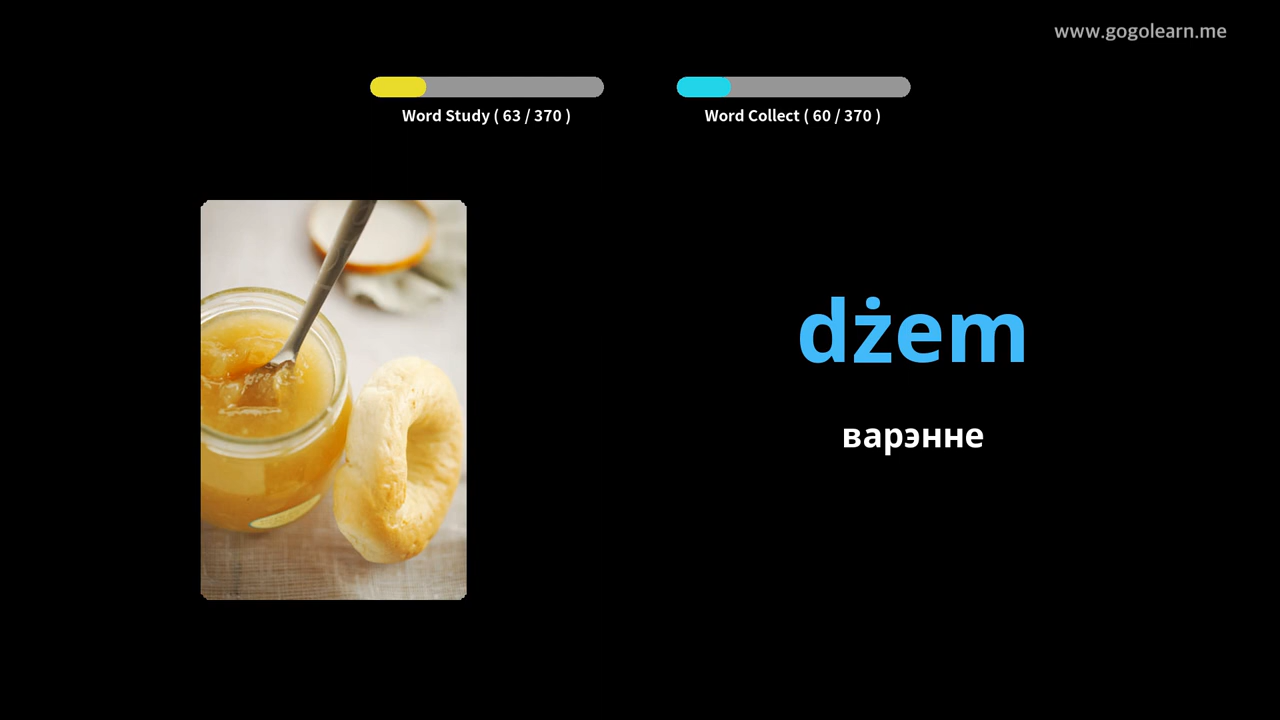 www.gogolearn.me
Word Study ( 63 / 370 )
Word Collect ( 60 / 370 )
dżem
варэнне